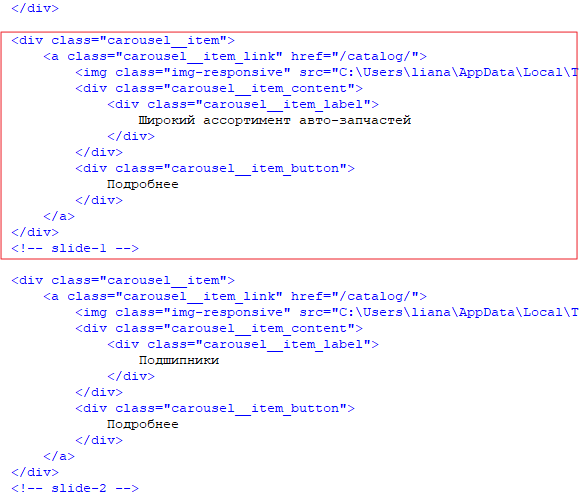 </div>
<div class="carousel__item">
<a class="carousel__item_link" href="/catalog/">
<img class="img-responsive" src="C:\Users\liana\AppData\Local\T
<div class="carousel__item_content">
<div class="carousel__item_label">
Широкий ассортимент авто-запчастей
</div>
</div>
<div class="carousel__item_button">
Подробнее
</div>
</a>
</div>
<!-- slide-1 -->
<div class="carousel__item">
<a class="carousel__item_link" href="/catalog/">
<img class="img-responsive" src="C:\Users\liana\AppData\Local\T
<div class="carousel__item_content">
<div class="carousel__item_label">
Подшипники
</div>
</div>
<div class="carousel__item_button">
Подробнее
</div>
</a>
</div>
<!-- slide-2 -->